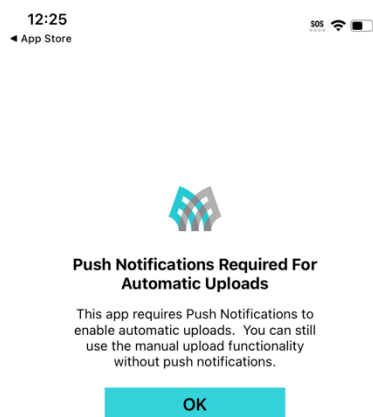 12:25
SOS
◀ App Store
Push Notifications Required For
Automatic Uploads
This app requires Push Notifications to
enable automatic uploads.  You can still
use the manual upload functionality
without push notifications.
OK